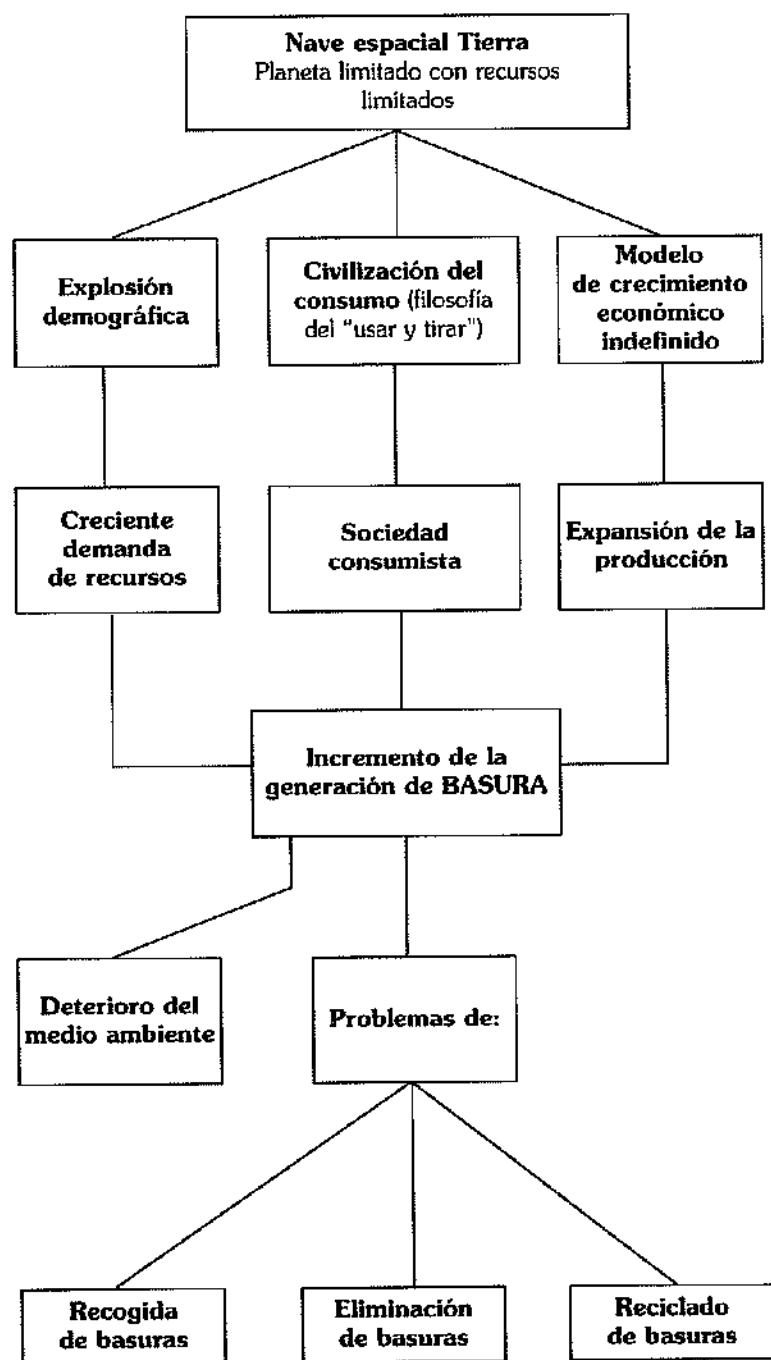 Nave espacial Tierra
Planeta limitado con recursos
limitados
Explosión
demográfica
Civilización del
consumo (filosofía
del "usar y tirar")
Modelo
de crecimiento
económico
indefinido
Creciente
demanda
de recursos
Sociedad
consumista
Expansión de la
producción
Incremento de la
generación de BASURA
Deterioro del
medio ambiente
Problemas de:
Recogida
de basuras
Eliminación
de basuras
Reciclado
de basuras